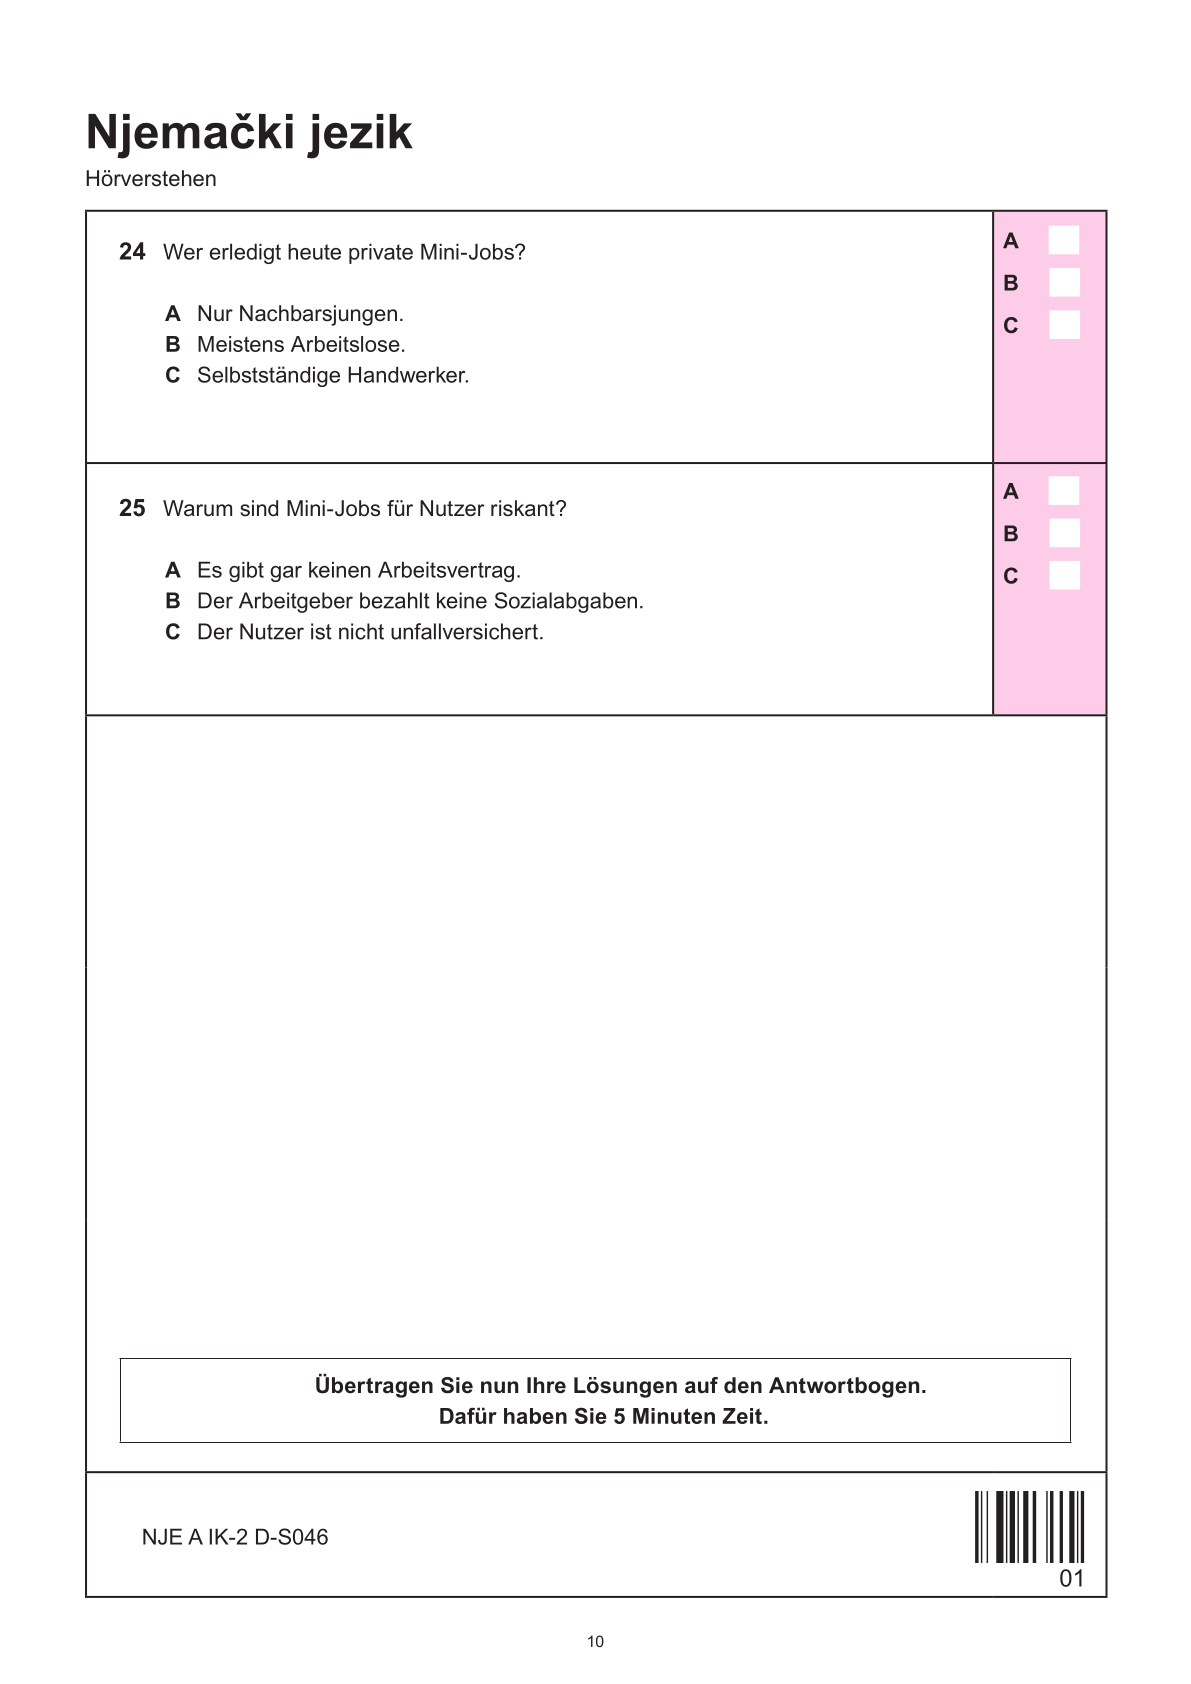 Njemački jezik
Hörverstehen
24 Wer erledigt heute private Mini-Jobs?
A Nur Nachbarsjungen.
B Meistens Arbeitslose.
C Selbstständige Handwerker.
A
B
C
25 Warum sind Mini-Jobs für Nutzer riskant?
A Es gibt gar keinen Arbeitsvertrag.
B Der Arbeitgeber bezahlt keine Sozialabgaben.
C Der Nutzer ist nicht unfallversichert.
A
B
C
Übertragen Sie nun Ihre Lösungen auf den Antwortbogen.
Dafür haben Sie 5 Minuten Zeit.
NJE A IK-2 D-S046
01
10